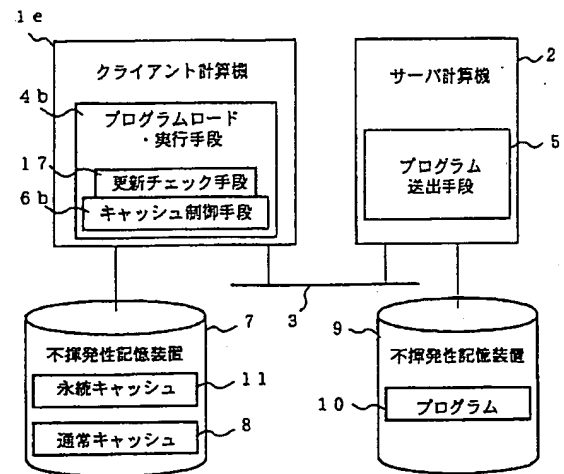 1e
クライアント計算機
4b
プログラムロード
・実行手段
17
更新チェック手段
6b
キャッシュ制御手段
サーバ計算機
2
プログラム
送出手段
5
3
7
不揮発性記憶装置
永続キャッシュ
11
通常キャッシュ
8
9
不揮発性記憶装置
10
プログラム